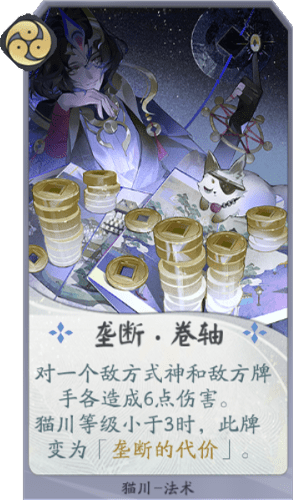 垄断·卷轴
对一个敌方式神和敌方牌
手各造成6点伤害。
猫川等级小于3时，此牌
变为「垄断的代价」。
猫川-法术